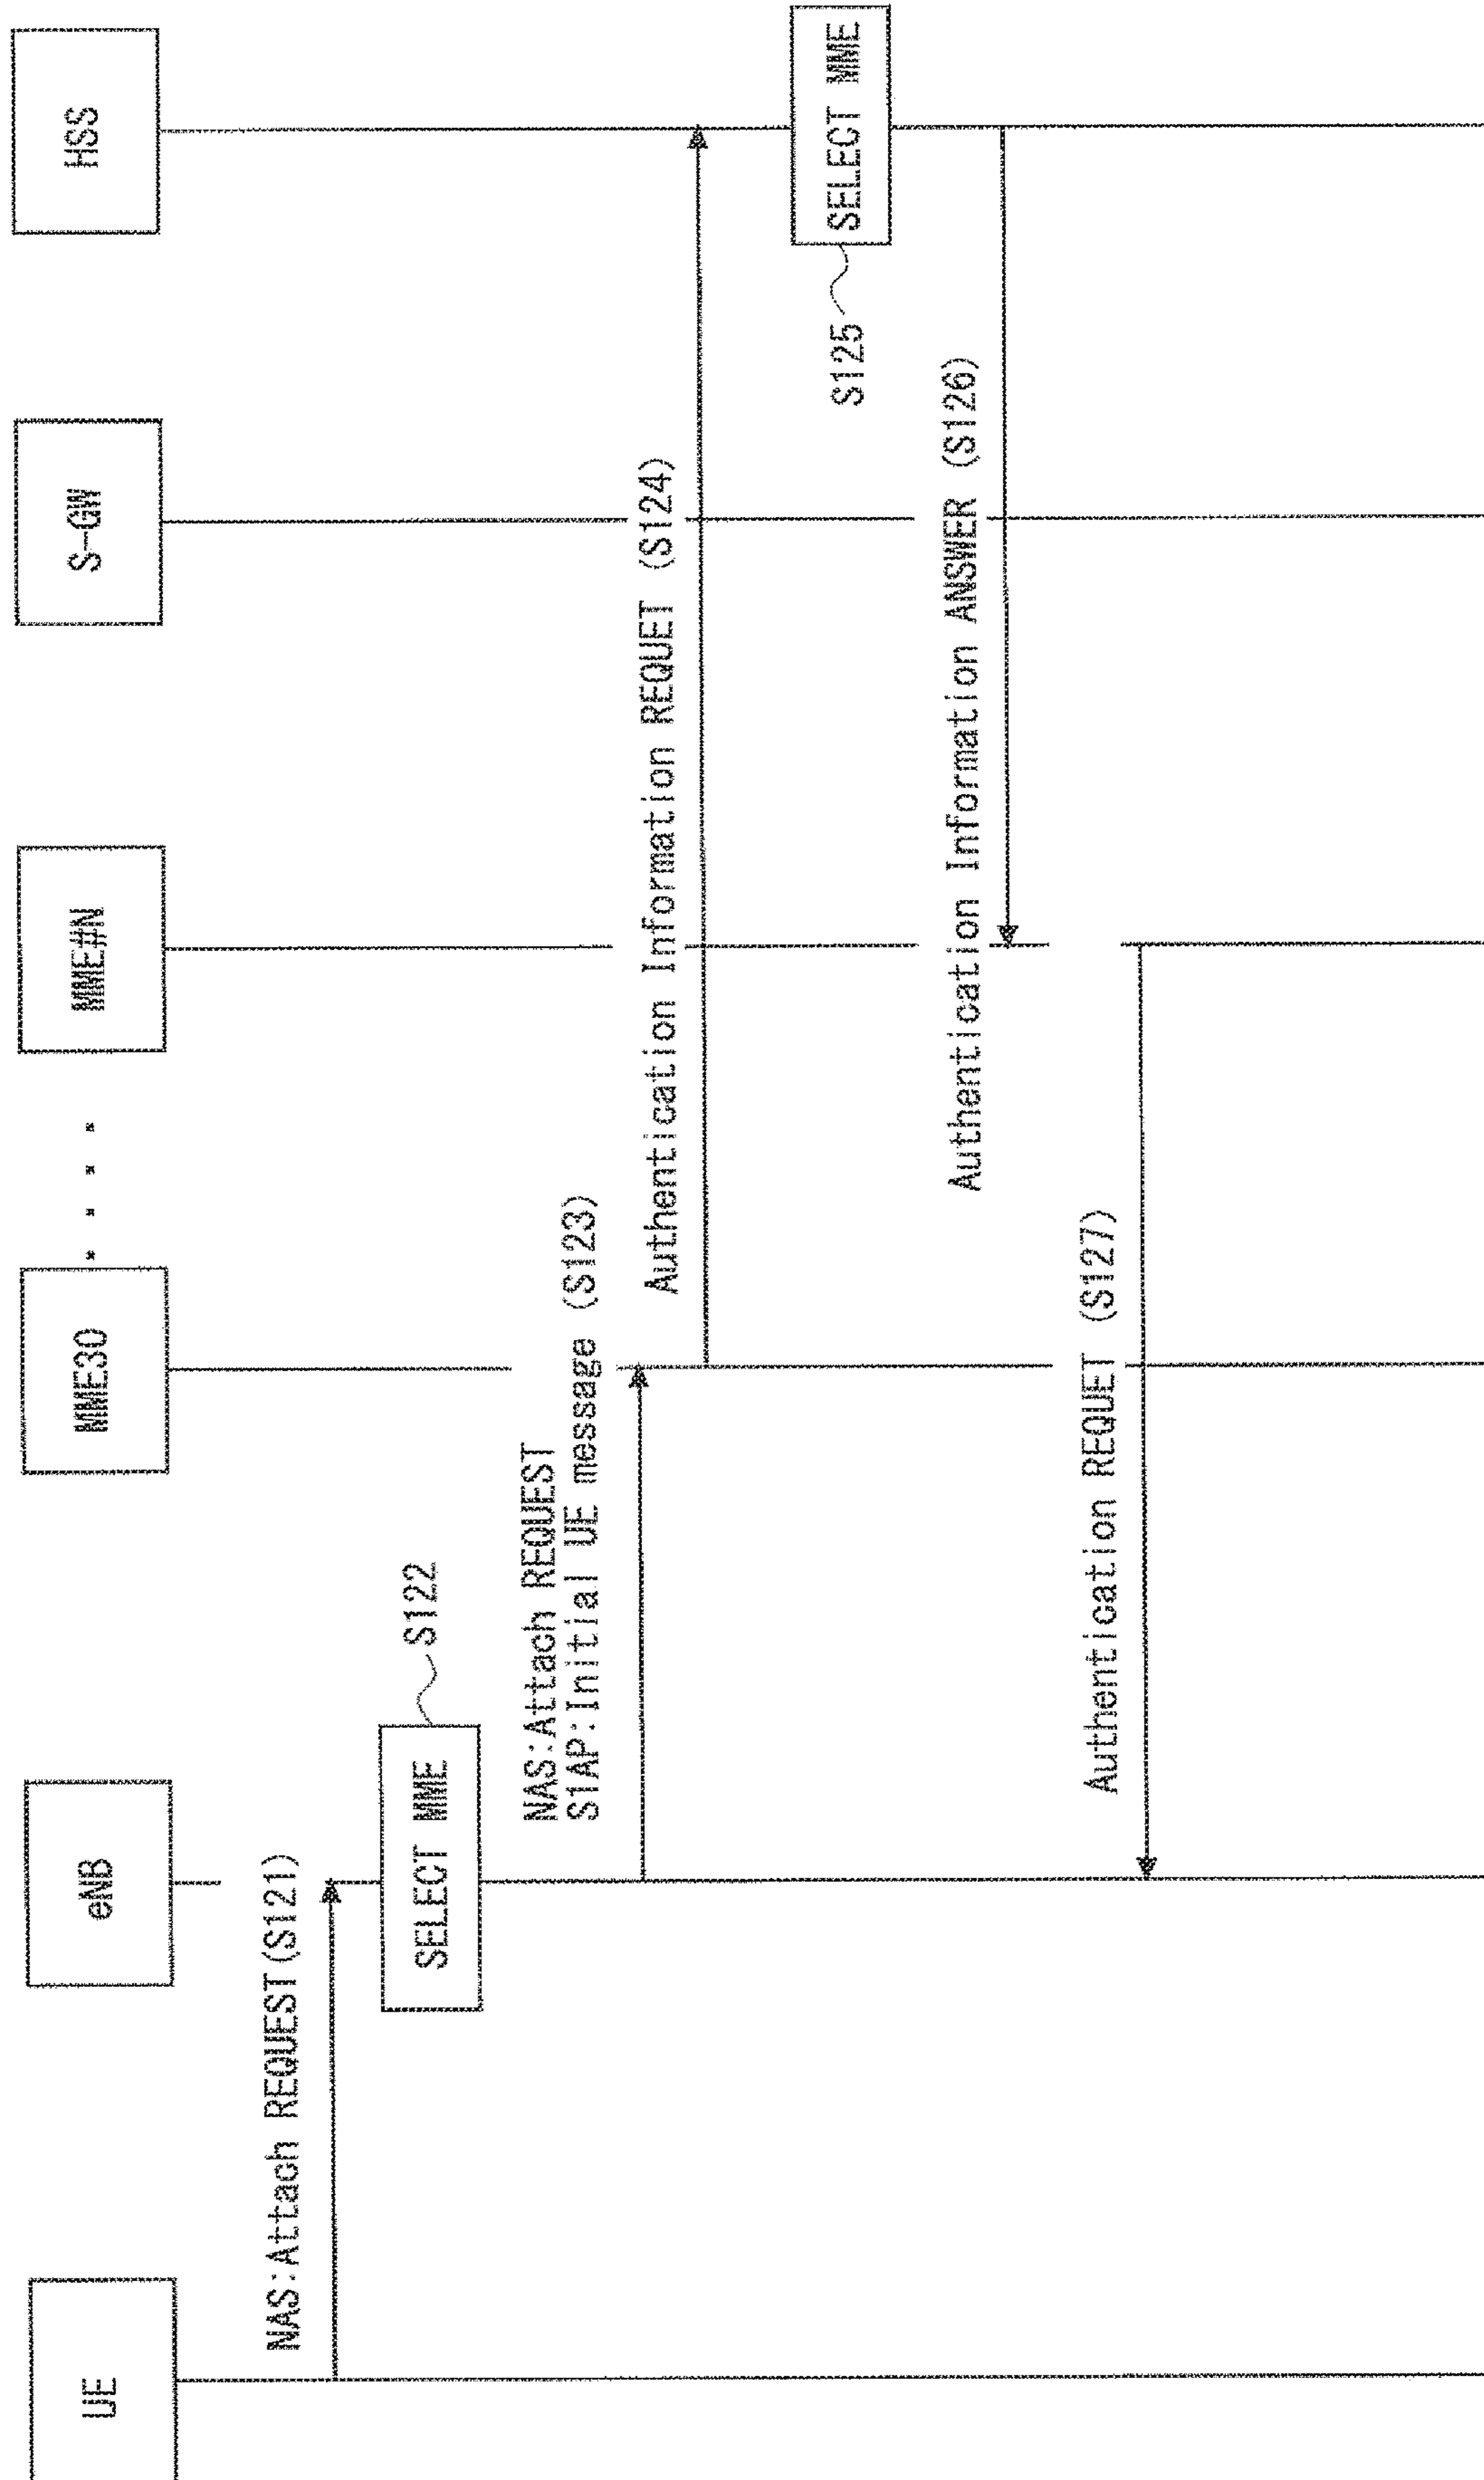 UE
eNB
MME30
MME#N
S-GW
HSS
NAS:Attach REQUEST(S121)
SELECT MME
S122
NAS:Attach REQUEST
S1AP:Initial UE message (S123)
Authentication Information REQUET (S124)
SELECT MME
S125
Authentication Information ANSWER (S126)
Authentication REQUET (S127)